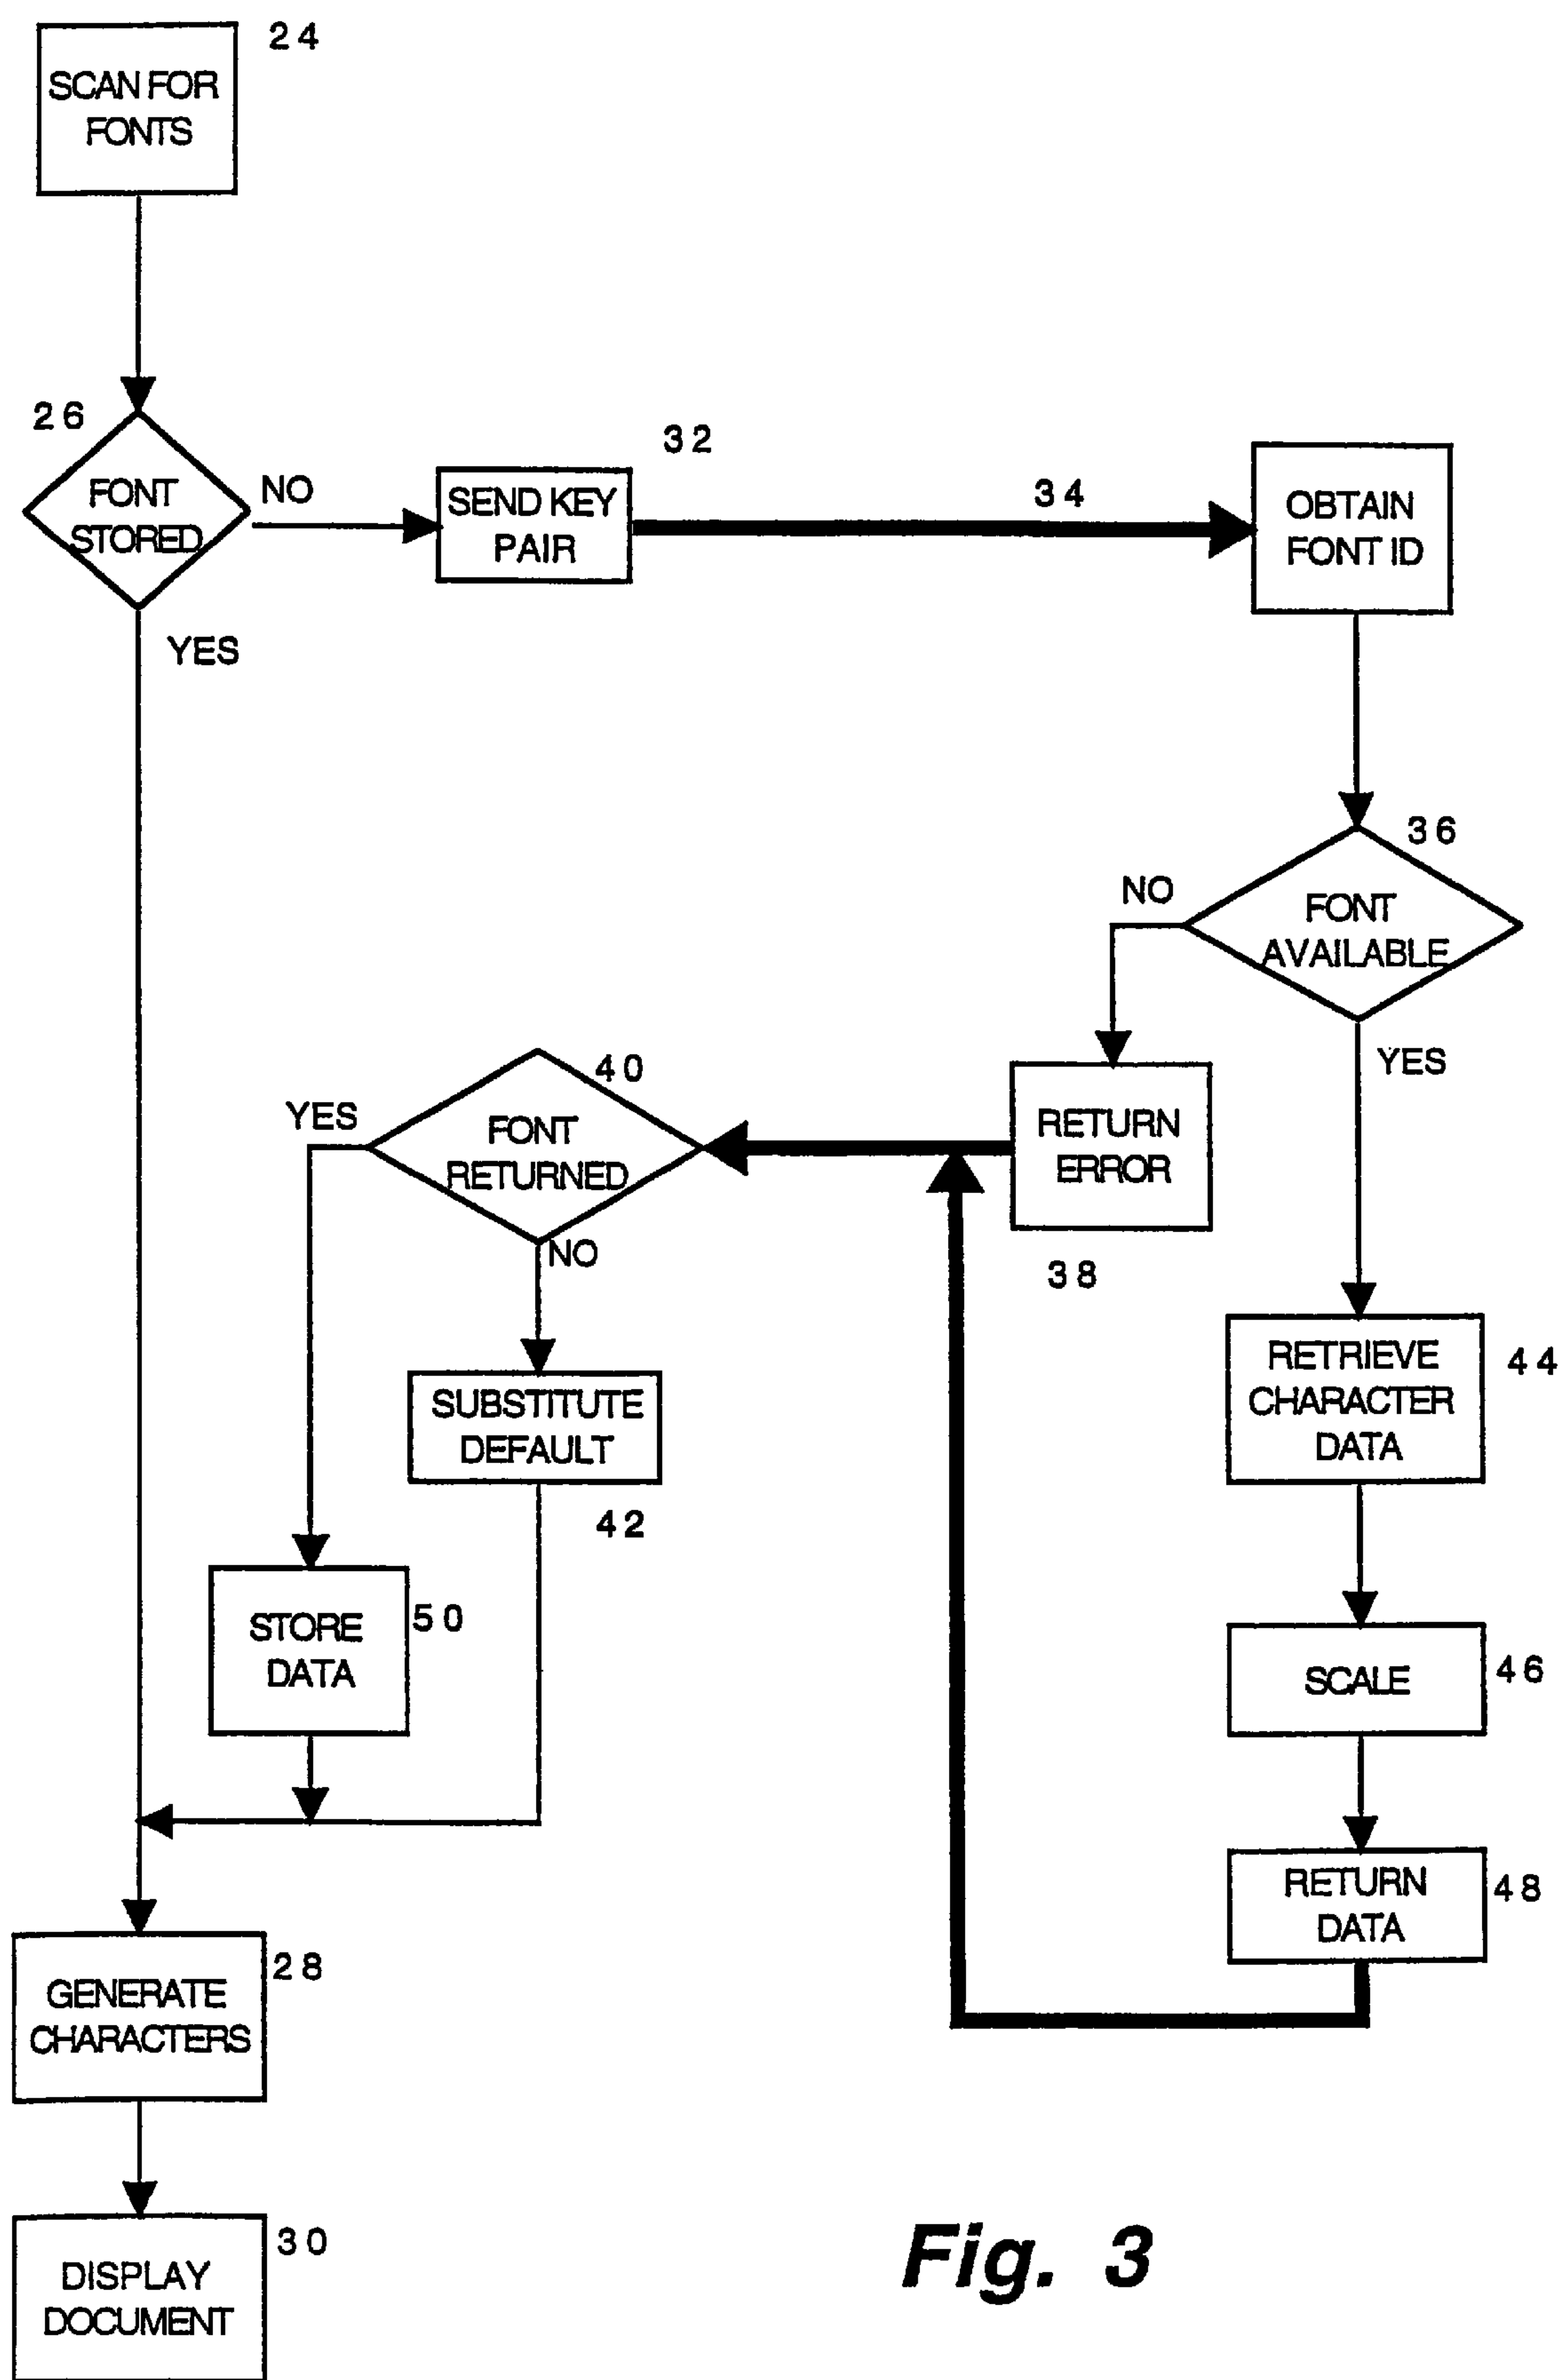 24
SCAN FOR
FONTS
26
FONT
STORED
NO
YES
32
SEND KEY
PAIR
34
OBTAIN
FONT ID
36
FONT
AVAILABLE
NO
YES
40
FONT
RETURNED
YES
NO
RETURN
ERROR
38
RETRIEVE
CHARACTER
DATA
44
SUBSTITUTE
DEFAULT
42
STORE
DATA
50
SCALE
46
RETURN
DATA
48
GENERATE
CHARACTERS
28
DISPLAY
DOCUMENT
30
Fig. 3